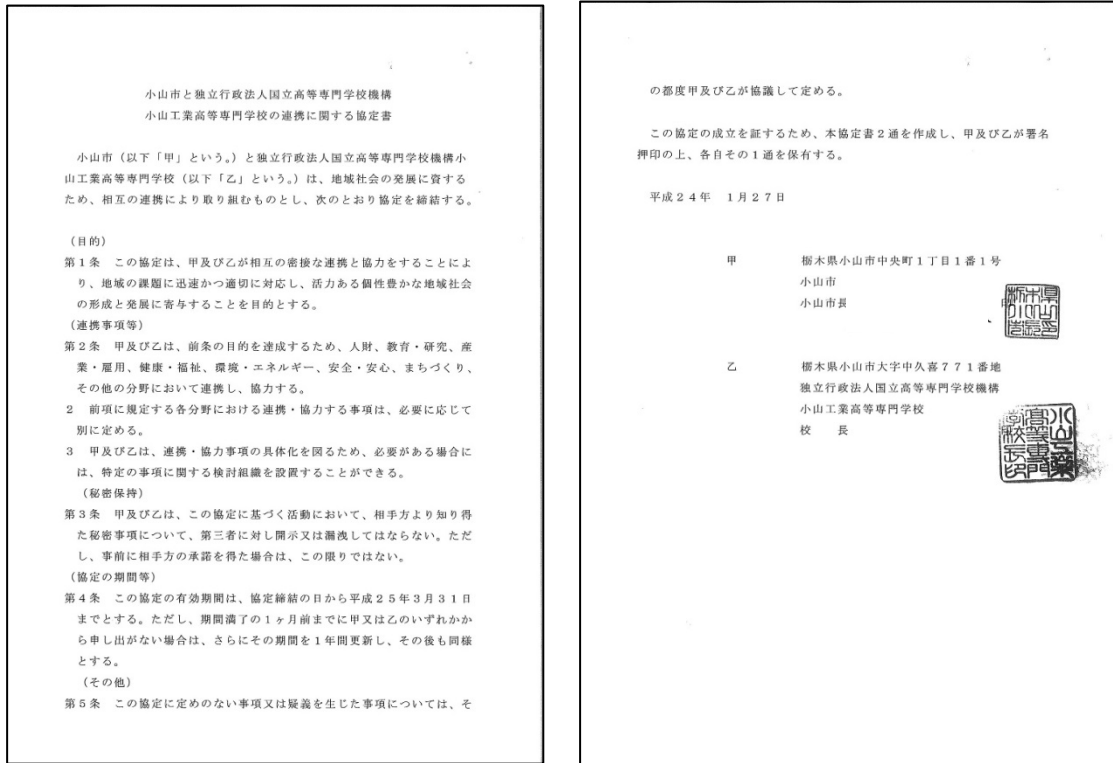 小山市と独立行政法人国立高等専門学校機構
小山工業高等専門学校の連携に関する協定書
小山市（以下「甲」という。）と独立行政法人国立高等専門学校機構小
山工業高等専門学校（以下「乙」という。）は、地域社会の発展に資する
ため、相互の連携により取り組むものとし、次のとおり協定を締結する。
（目的）
第１条　この協定は、甲及び乙が相互の密接な連携と協力をすることによ
り、地域の課題に迅速かつ適切に対応し、活力ある個性豊かな地域社会
の形成と発展に寄与することを目的とする。
（連携事項等）
第２条　甲及び乙は、前条の目的を達成するため、人財、教育・研究、産
業・雇用、健康・福祉、環境・エネルギー、安全・安心、まちづくり、
その他の分野において連携し、協力する。
２　前項に規定する各分野における連携・協力する事項は、必要に応じて
別に定める。
３　甲及び乙は、連携・協力事項の具体化を図るため、必要がある場合に
は、特定の事項に関する検討組織を設置することができる。
（秘密保持）
第３条　甲及び乙は、この協定に基づく活動において、相手方より知り得
た秘密事項について、第三者に対し開示又は漏洩してはならない。ただ
し、事前に相手方の承諾を得た場合は、この限りではない。
（協定の期間等）
第４条　この協定の有効期間は、協定締結の日から平成２５年３月３１日
までとする。ただし、期間満了の１ヶ月前までに甲又は乙のいずれかか
ら申し出がない場合は、さらにその期間を１年間更新し、その後も同様
とする。
（その他）
第５条　この協定に定めのない事項又は疑義を生じた事項については、そ
の都度甲及び乙が協議して定める。
この協定の成立を証するため、本協定書２通を作成し、甲及び乙が署名
押印の上、各自その１通を保有する。
平成２４年　１月２７日
甲　栃木県小山市中央町１丁目１番１号
小山市
小山市長
乙　栃木県小山市大字中久喜７７１番地
独立行政法人国立高等専門学校機構
小山工業高等専門学校
校　長
小山工業
高等専門
学校長印